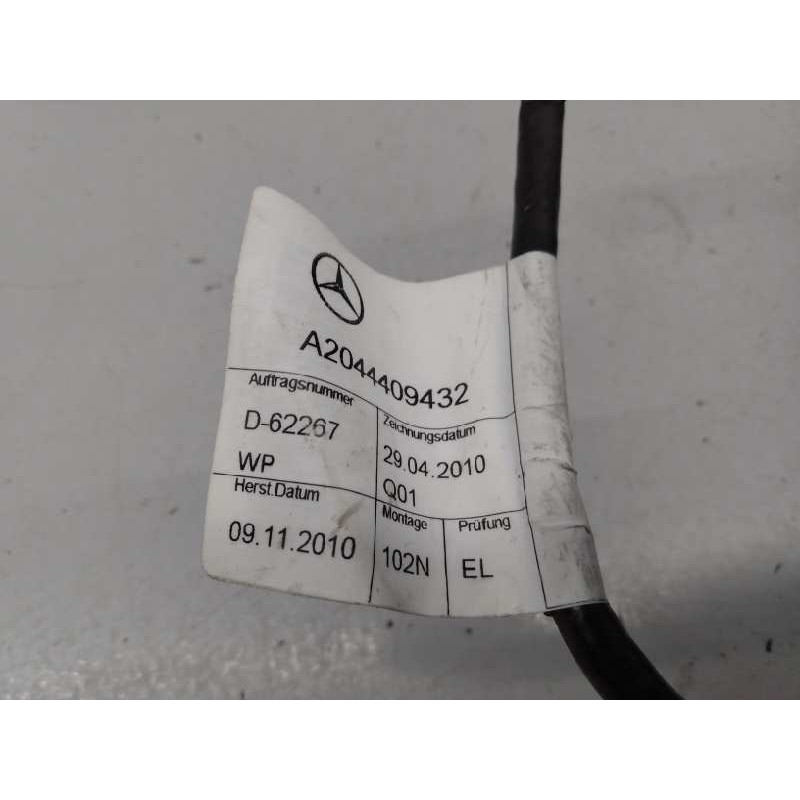 A2044409432
Auftragsnummer
D-62267
WP
Zeichnungsdatum
29.04.2010
Q01
Herst.Datum
09.11.2010
Montage
102N
Prüfung
EL